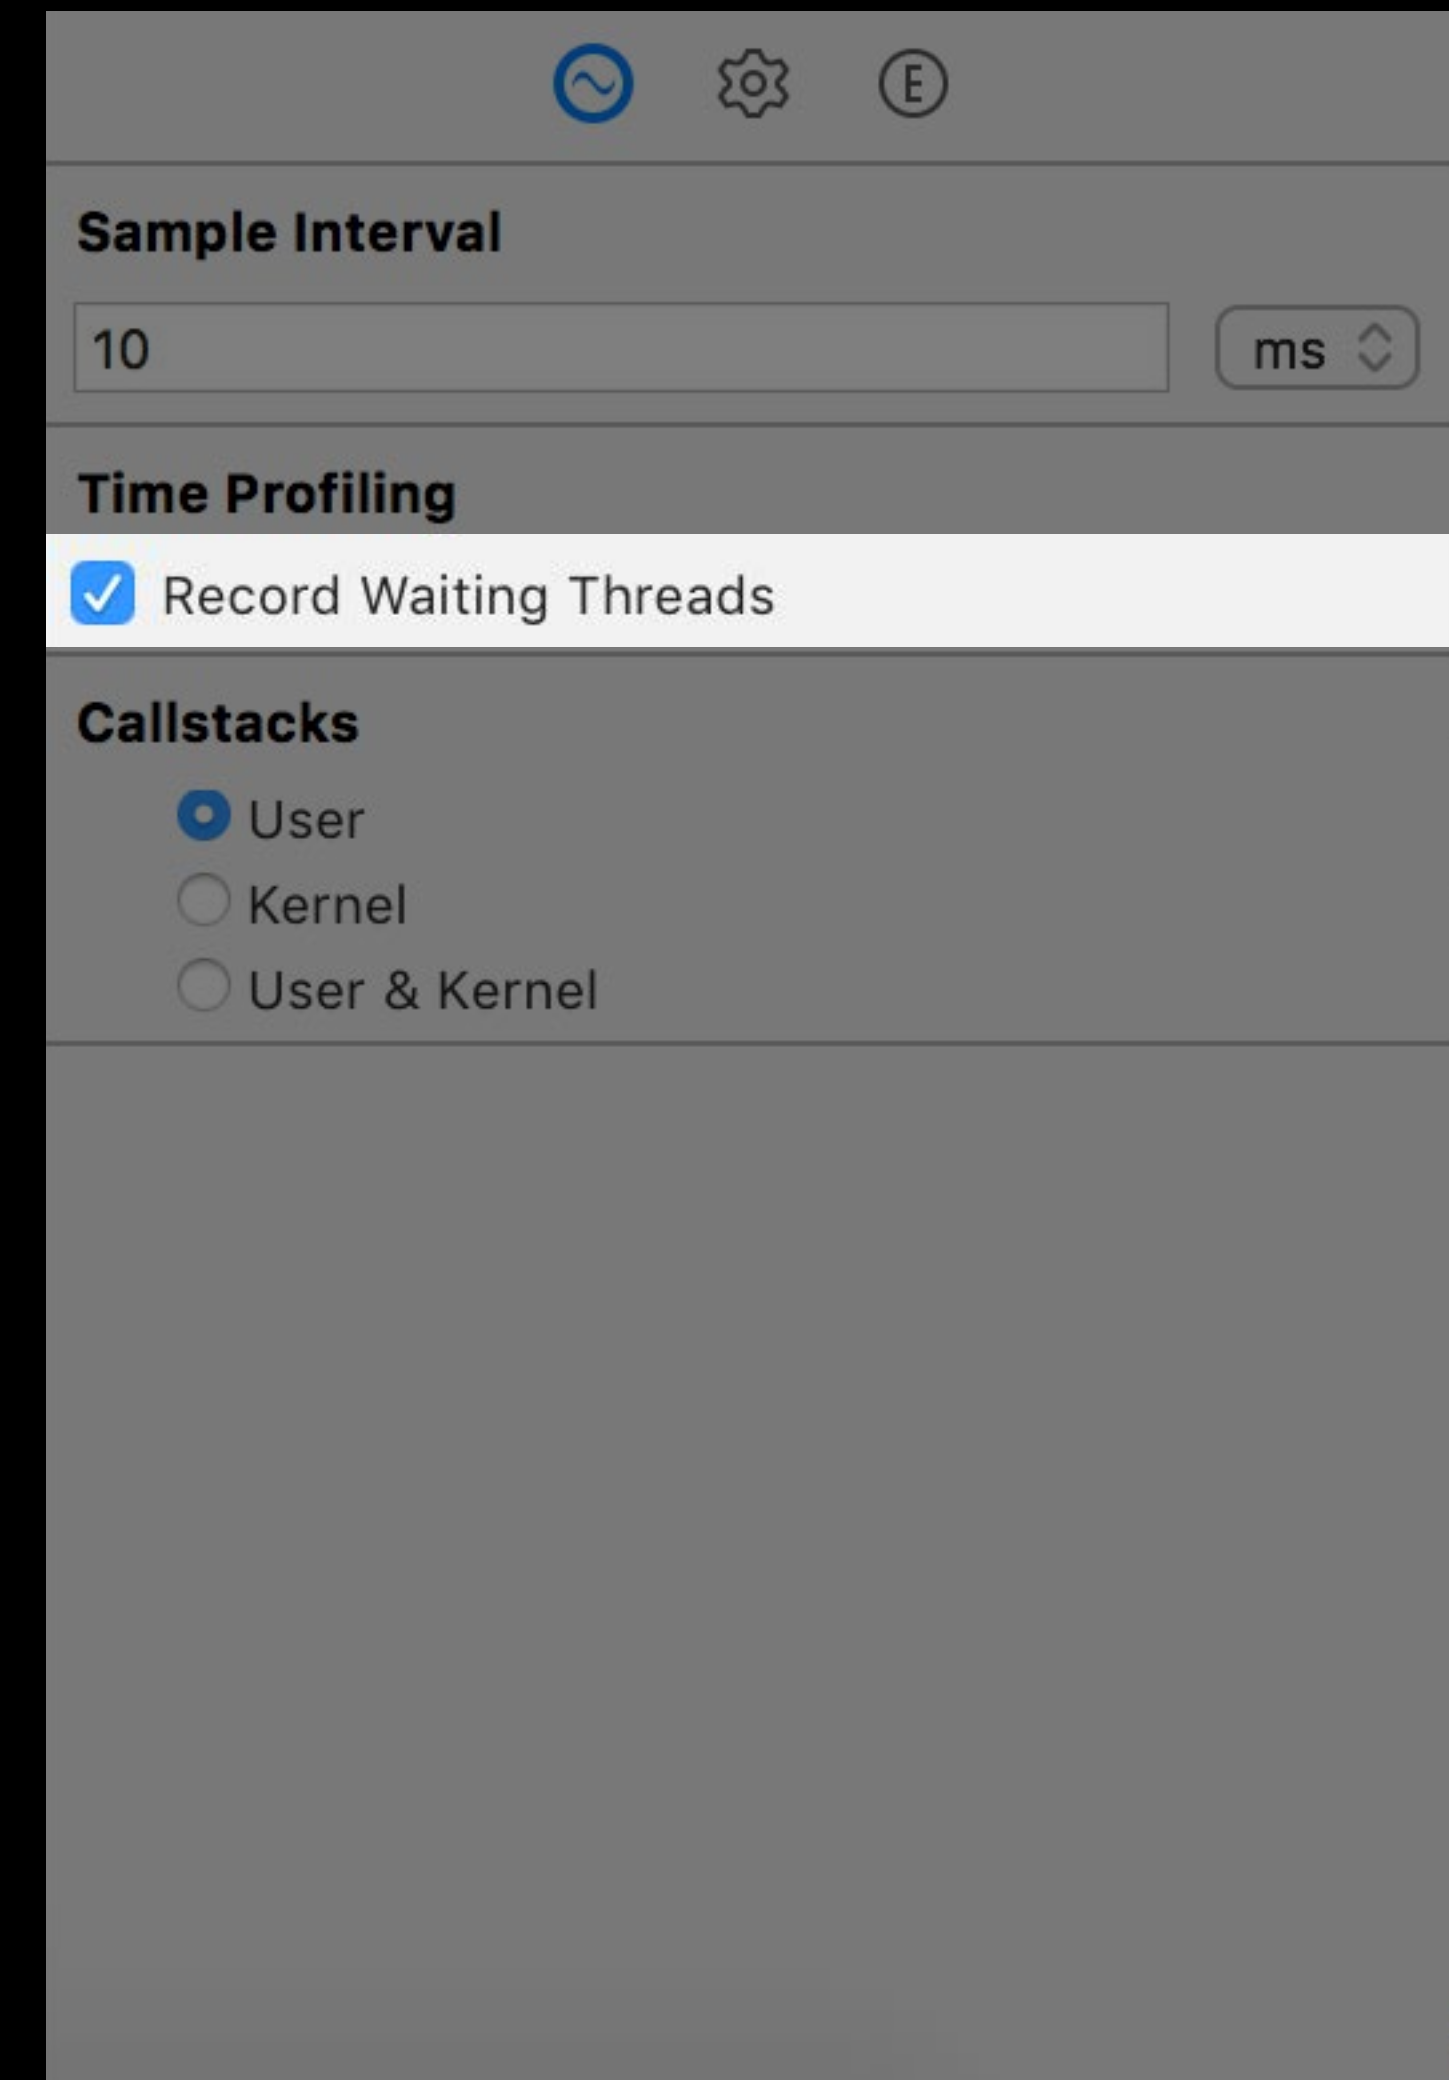 E
Sample Interval
10 ms
Time Profiling
Record Waiting Threads
Callstacks
User
Kernel
User & Kernel